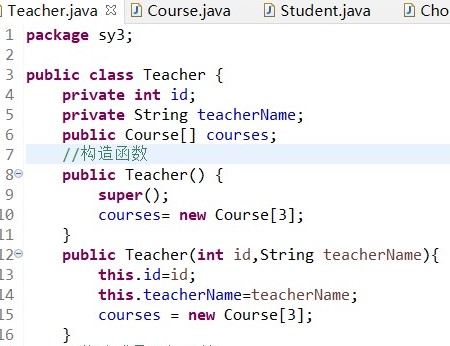 Teacher.java Course.java Student.java Cho
1 package sy3;
2
3 public class Teacher {
4 private int id;
5 private String teacherName;
6 public Course[] courses;
7 //构造函数
8 public Teacher() {
9 super();
10 courses= new Course[3];
11 }
12 public Teacher(int id,String teacherName){
13 this.id=id;
14 this.teacherName=teacherName;
15 courses = new Course[3];
16 }